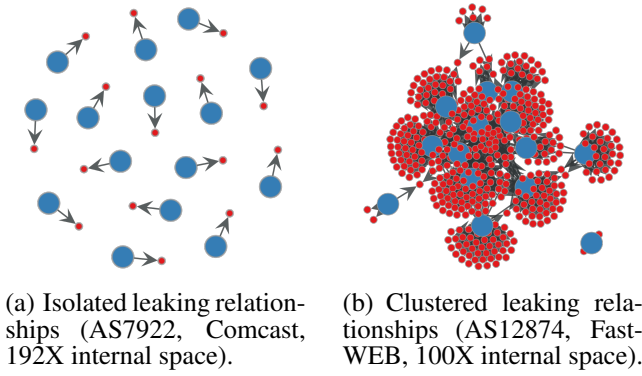 (a) Isolated leaking relation-
ships (AS7922, Comcast,
192X internal space).
(b) Clustered leaking rela-
tionships (AS12874, Fast-
WEB, 100X internal space).